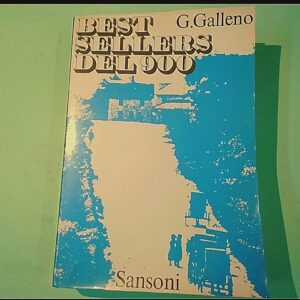 BEST
SELLERS
DEL 900
G.Galleno
Sansoni